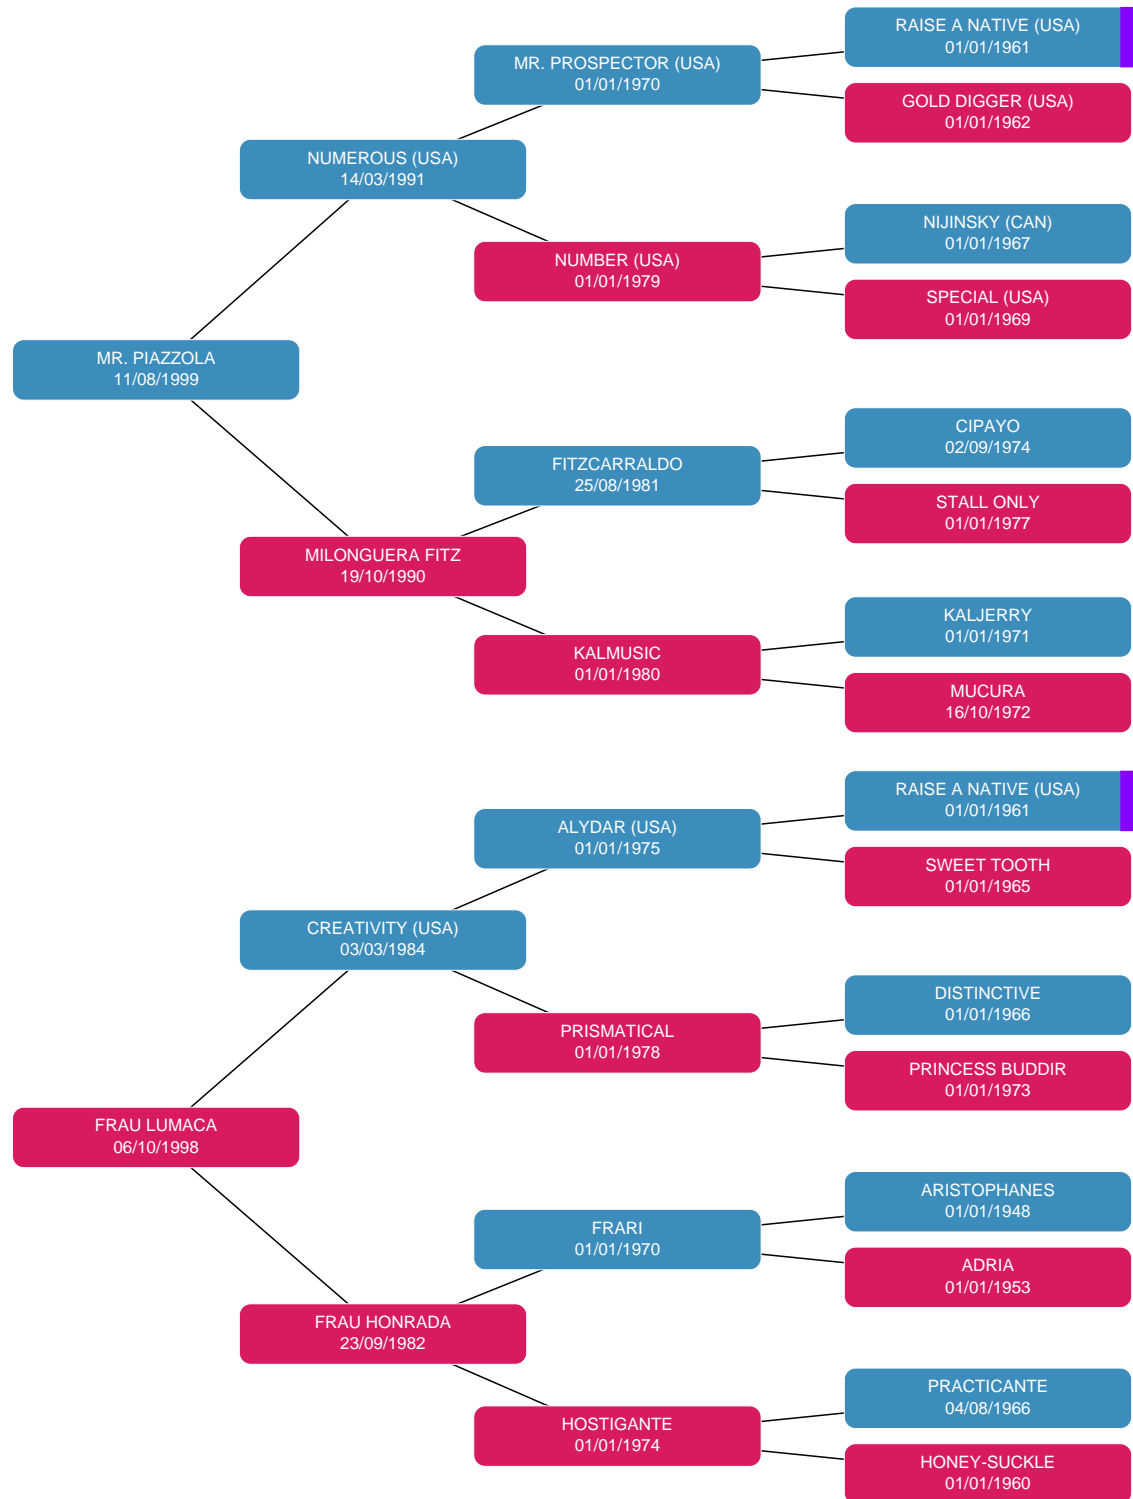 RAISE A NATIVE (USA)
01/01/1961
MR. PROSPECTOR (USA)
01/01/1970
GOLD DIGGER (USA)
01/01/1962
NUMEROUS (USA)
14/03/1991
NIJINSKY (CAN)
01/01/1967
NUMBER (USA)
01/01/1979
SPECIAL (USA)
01/01/1969
MR. PIAZZOLA
11/08/1999
CIPAYO
02/09/1974
FITZCARRALDO
25/08/1981
STALL ONLY
01/01/1977
MILONGUERA FITZ
19/10/1990
KALJERRY
01/01/1971
KALMUSIC
01/01/1980
MUCURA
16/10/1972
RAISE A NATIVE (USA)
01/01/1961
ALYDAR (USA)
01/01/1975
SWEET TOOTH
01/01/1965
CREATIVITY (USA)
03/03/1984
DISTINCTIVE
01/01/1966
PRISMATICAL
01/01/1978
PRINCESS BUDDIR
01/01/1973
FRAU LUMACA
06/10/1998
ARISTOPHANES
01/01/1948
FRARI
01/01/1970
ADRIA
01/01/1953
FRAU HONRADA
23/09/1982
PRACTICANTE
04/08/1966
HOSTIGANTE
01/01/1974
HONEY-SUCKLE
01/01/1960